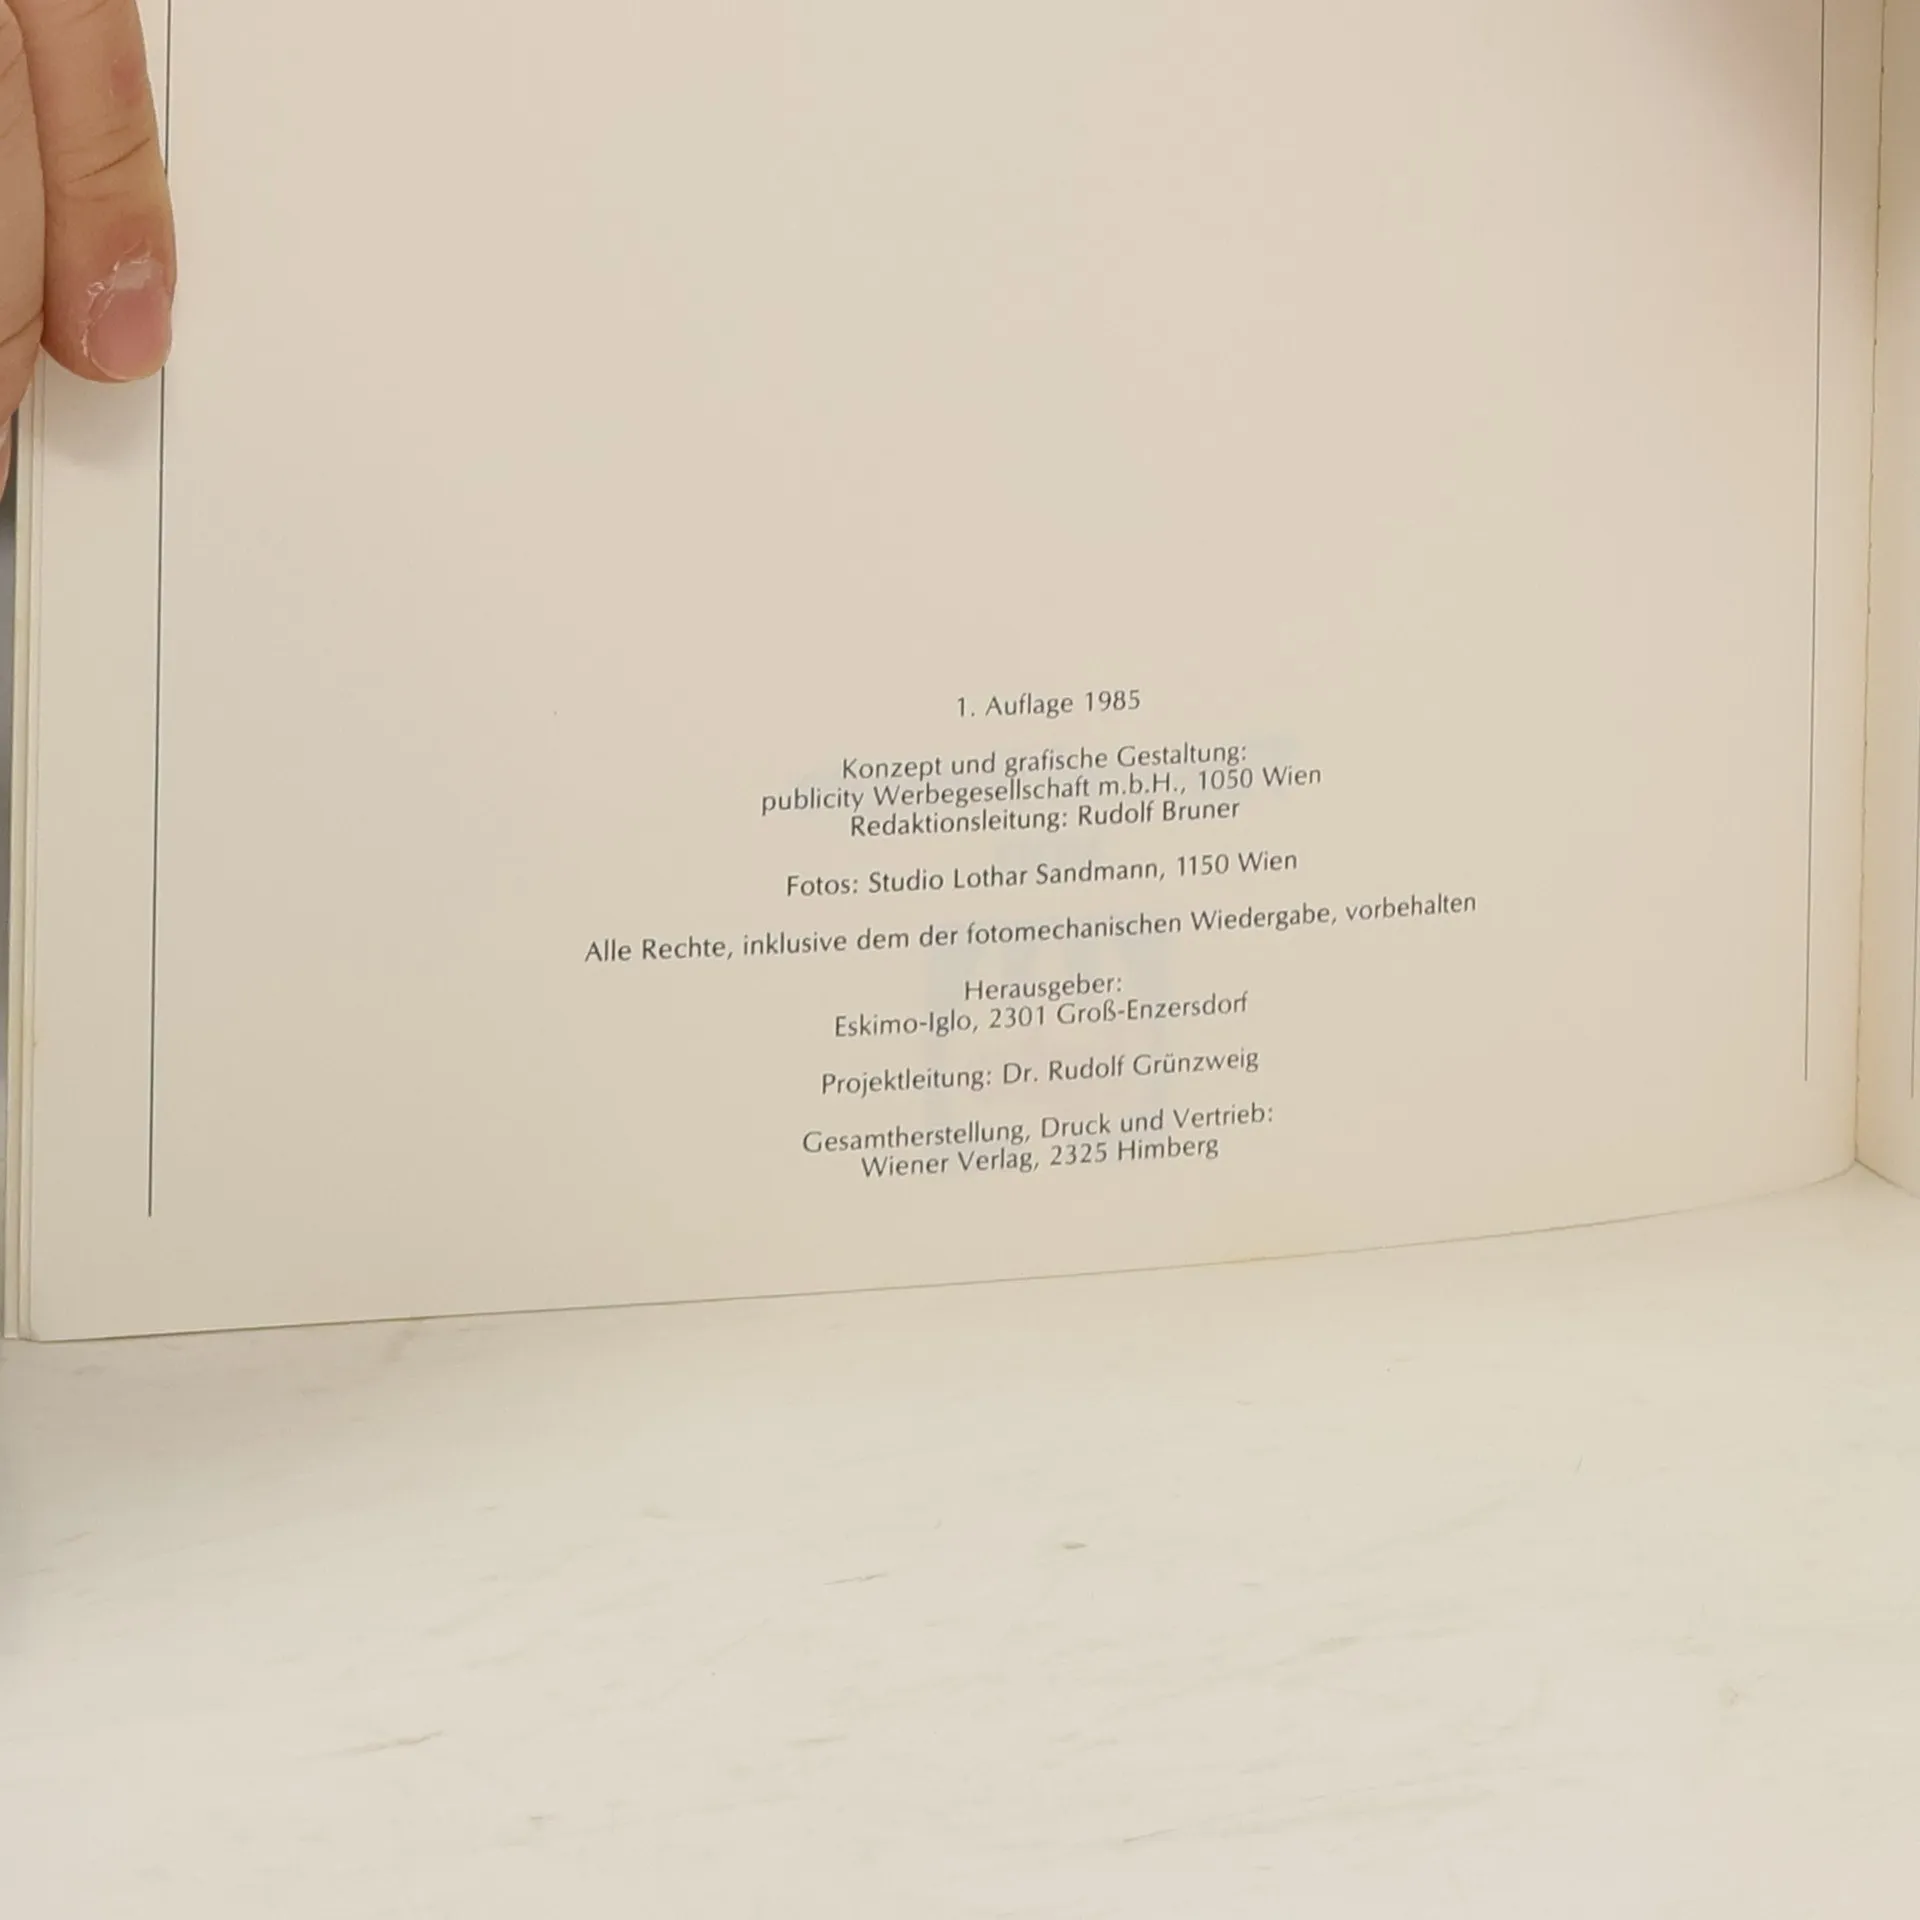 1. Auflage 1985
Konzept und grafische Gestaltung:
publicity Werbegesellschaft m.b.H., 1050 Wien
Redaktionsleitung: Rudolf Bruner
Fotos: Studio Lothar Sandmann, 1150 Wien
Alle Rechte, inklusive dem der fotomechanischen Wiedergabe, vorbehalten
Herausgeber:
Eskimo-Iglo, 2301 Groß-Enzersdorf
Projektleitung: Dr. Rudolf Grünzweig
Gesamtherstellung, Druck und Vertrieb:
Wiener Verlag, 2325 Himberg